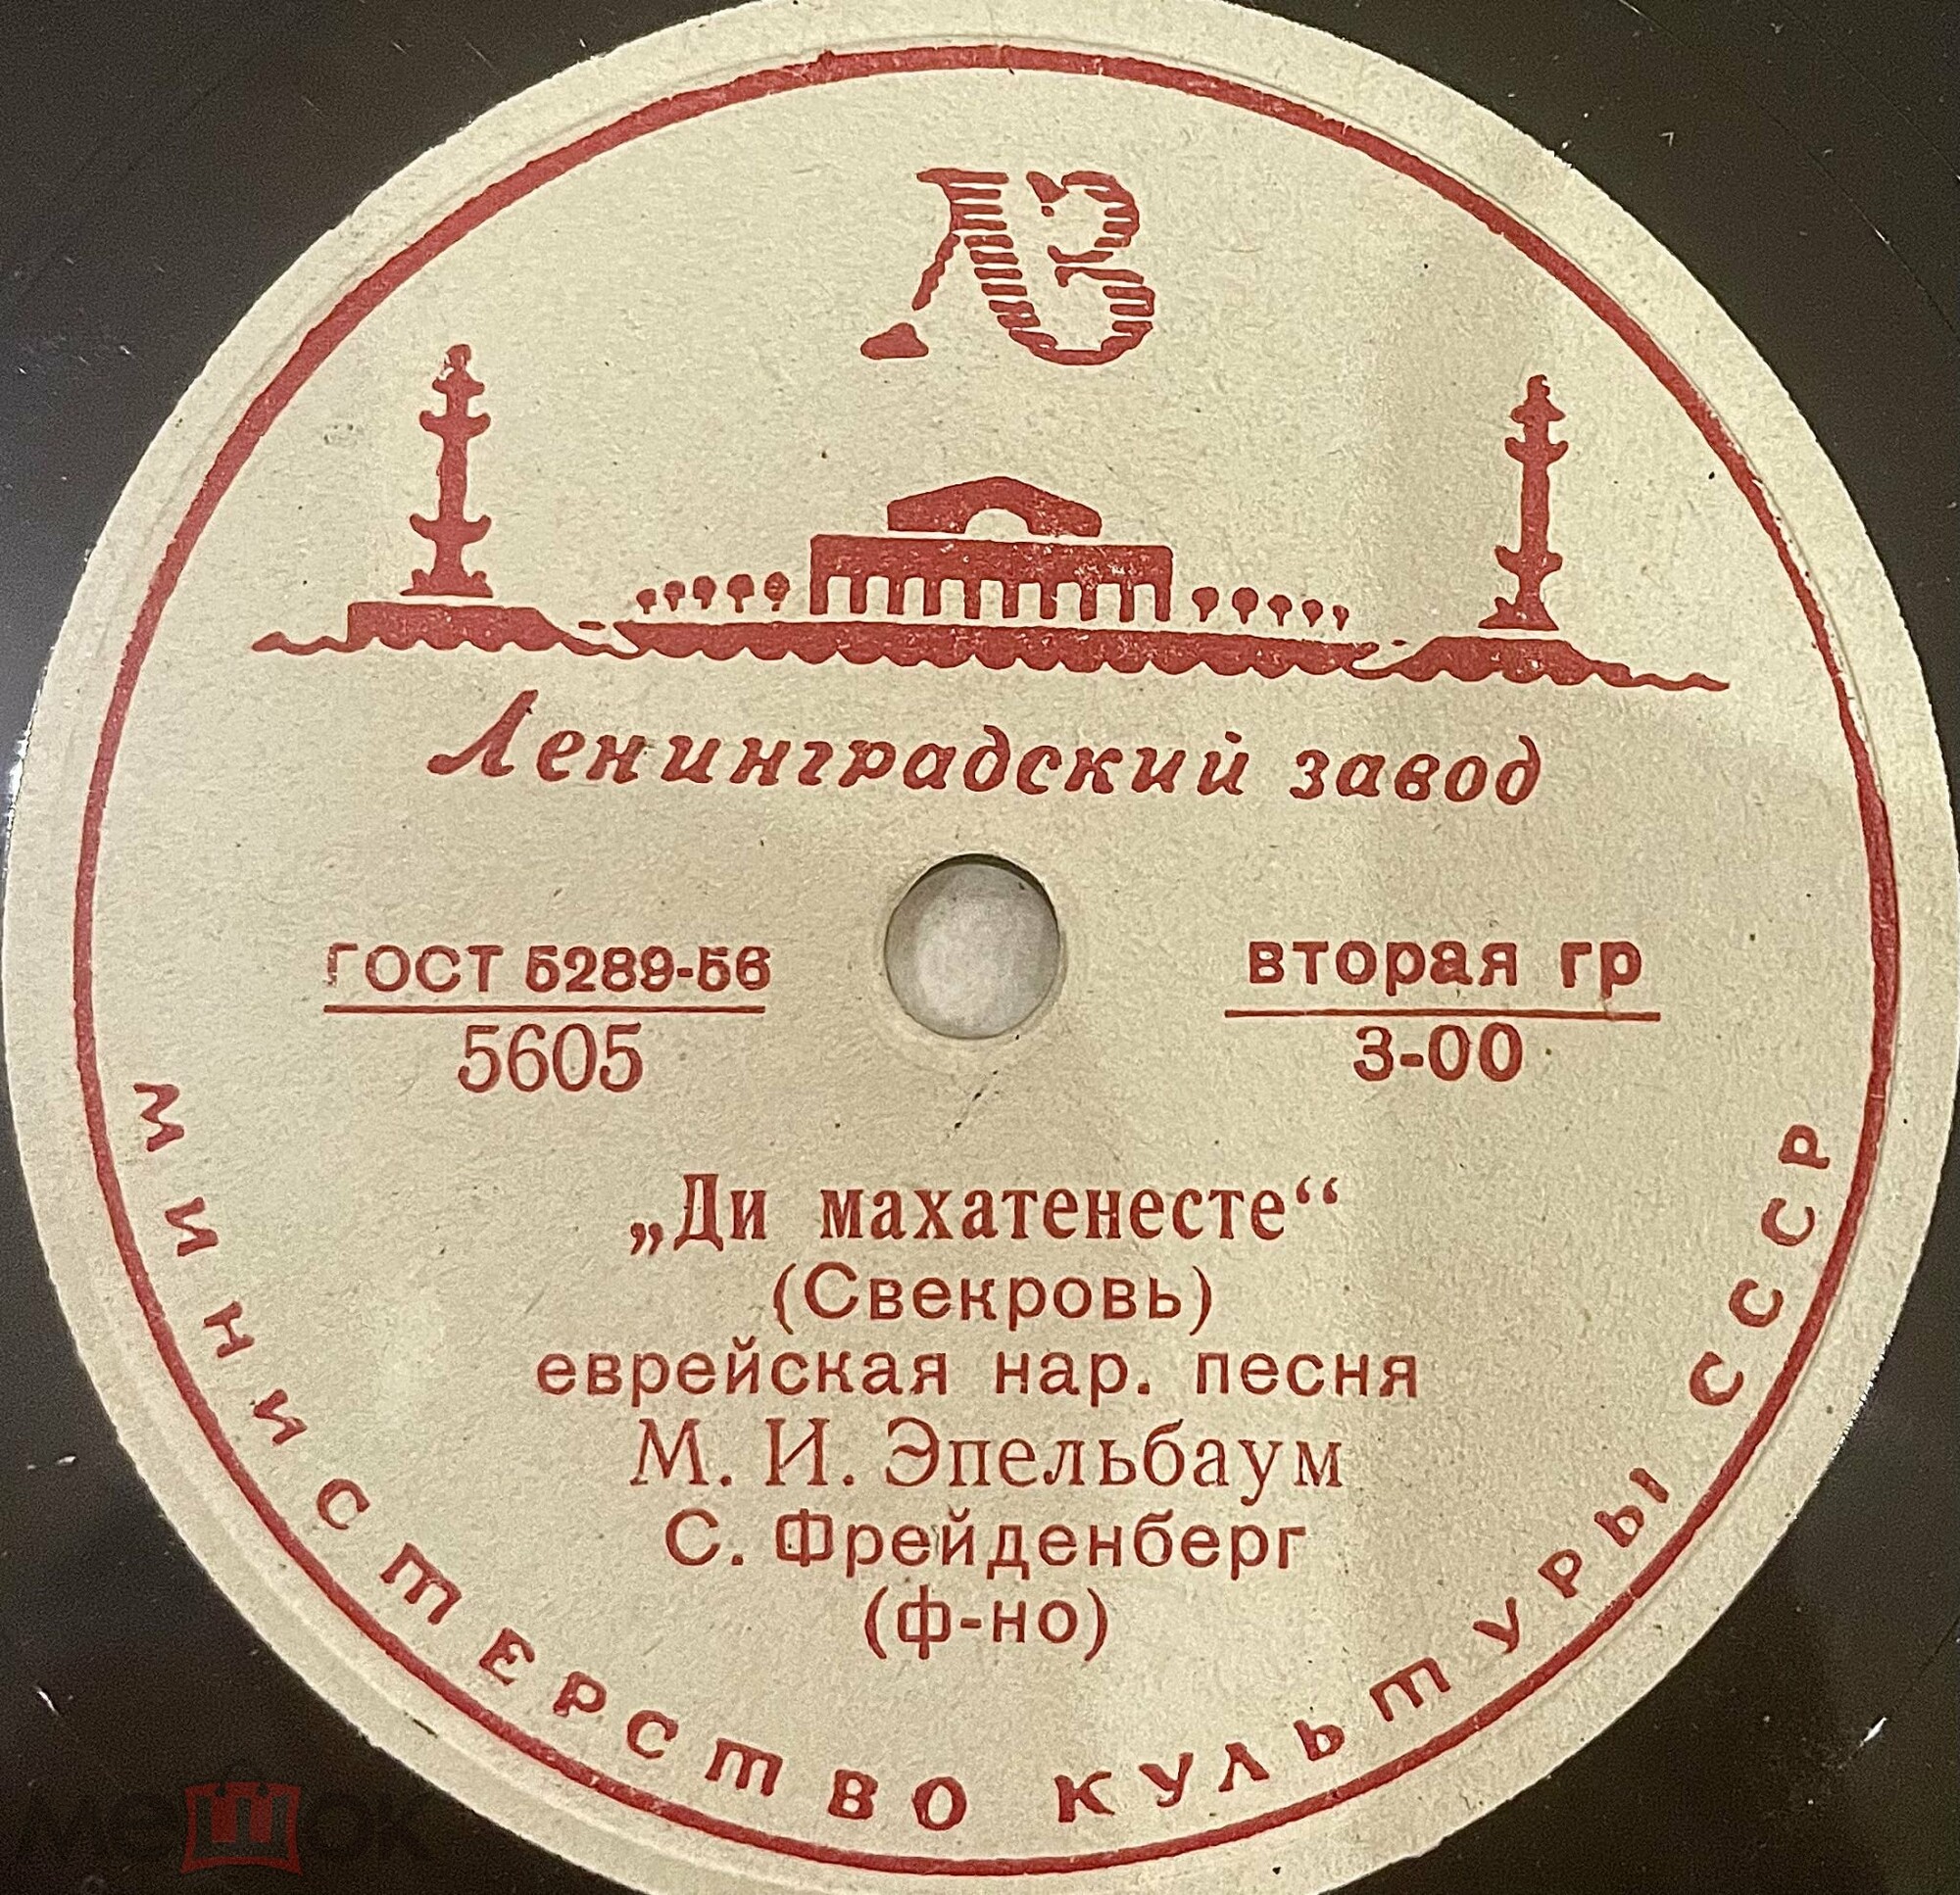 ЛЗ
Ленинградский завод
ГОСТ 5289-56
5605
вторая гр
3-00
„Ди махатенесте“
(Свекровь)
еврейская нар. песня
М. И. Эпельбаум
С. Фрейденберг
(ф-но)
МИНИСТЕРСТВО КУЛЬТУРЫ СССР
мешок